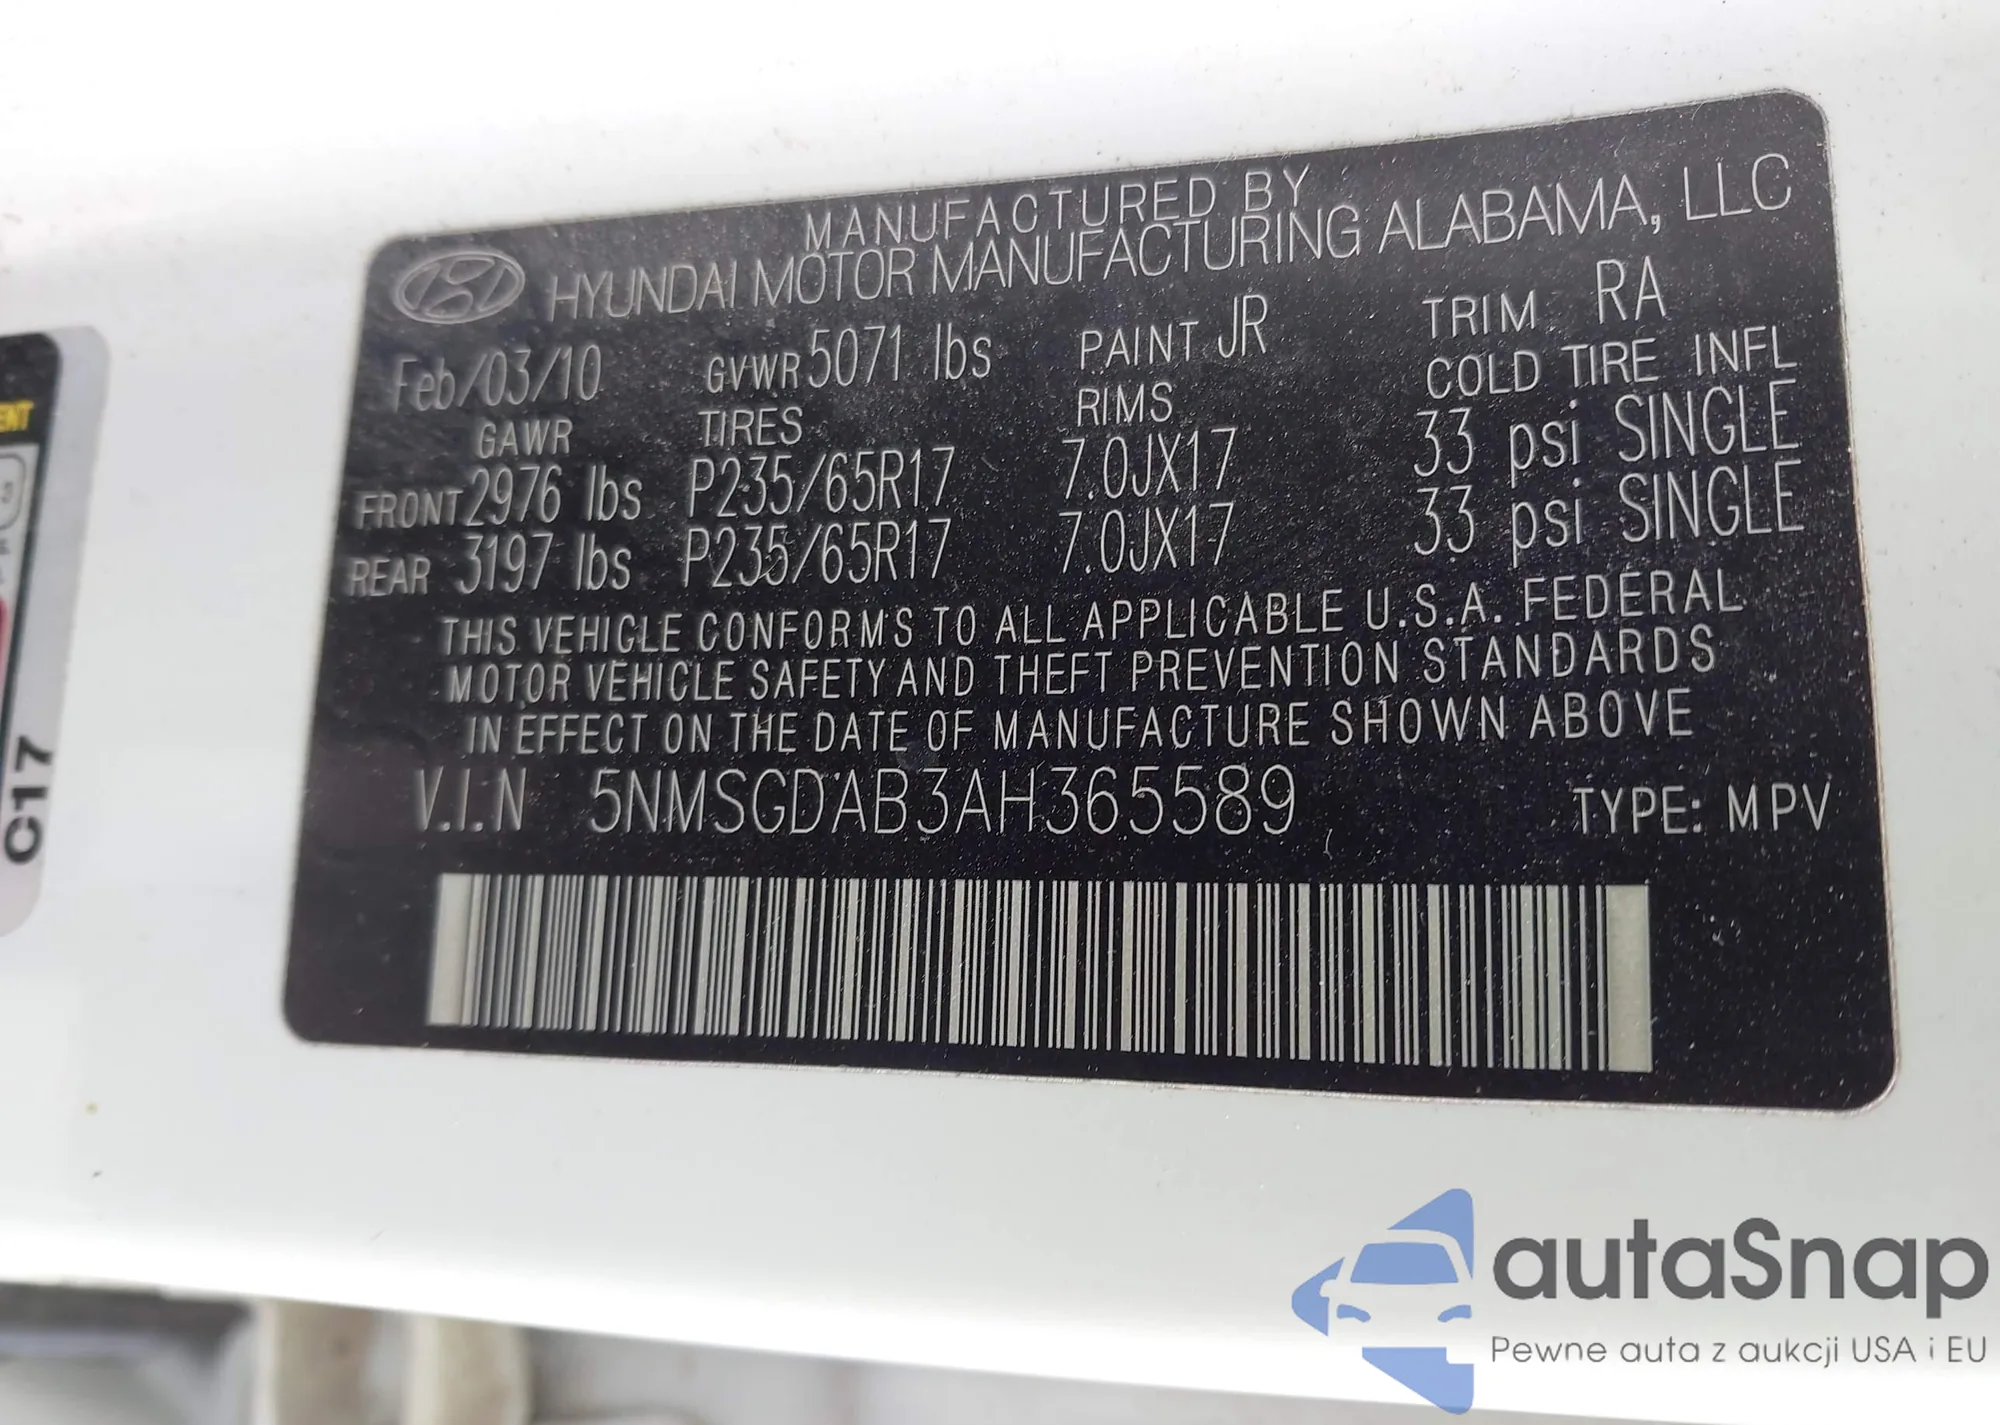 MANUFACTURED BY
HYUNDAI MOTOR MANUFACTURING ALABAMA, LLC
Feb/03/10 GVWR 5071 lbs PAINT JR TRIM RA
GAWR TIRES RIMS COLD TIRE INFL
FRONT 2976 lbs P235/65R17 7.0JX17 33 psi SINGLE
REAR 3197 lbs P235/65R17 7.0JX17 33 psi SINGLE
THIS VEHICLE CONFORMS TO ALL APPLICABLE U.S.A. FEDERAL
MOTOR VEHICLE SAFETY AND THEFT PREVENTION STANDARDS
IN EFFECT ON THE DATE OF MANUFACTURE SHOWN ABOVE
V.I.N 5NMSGDAB3AH365589 TYPE: MPV
C17
autaSnap
Pewne auta z aukcji USA i EU